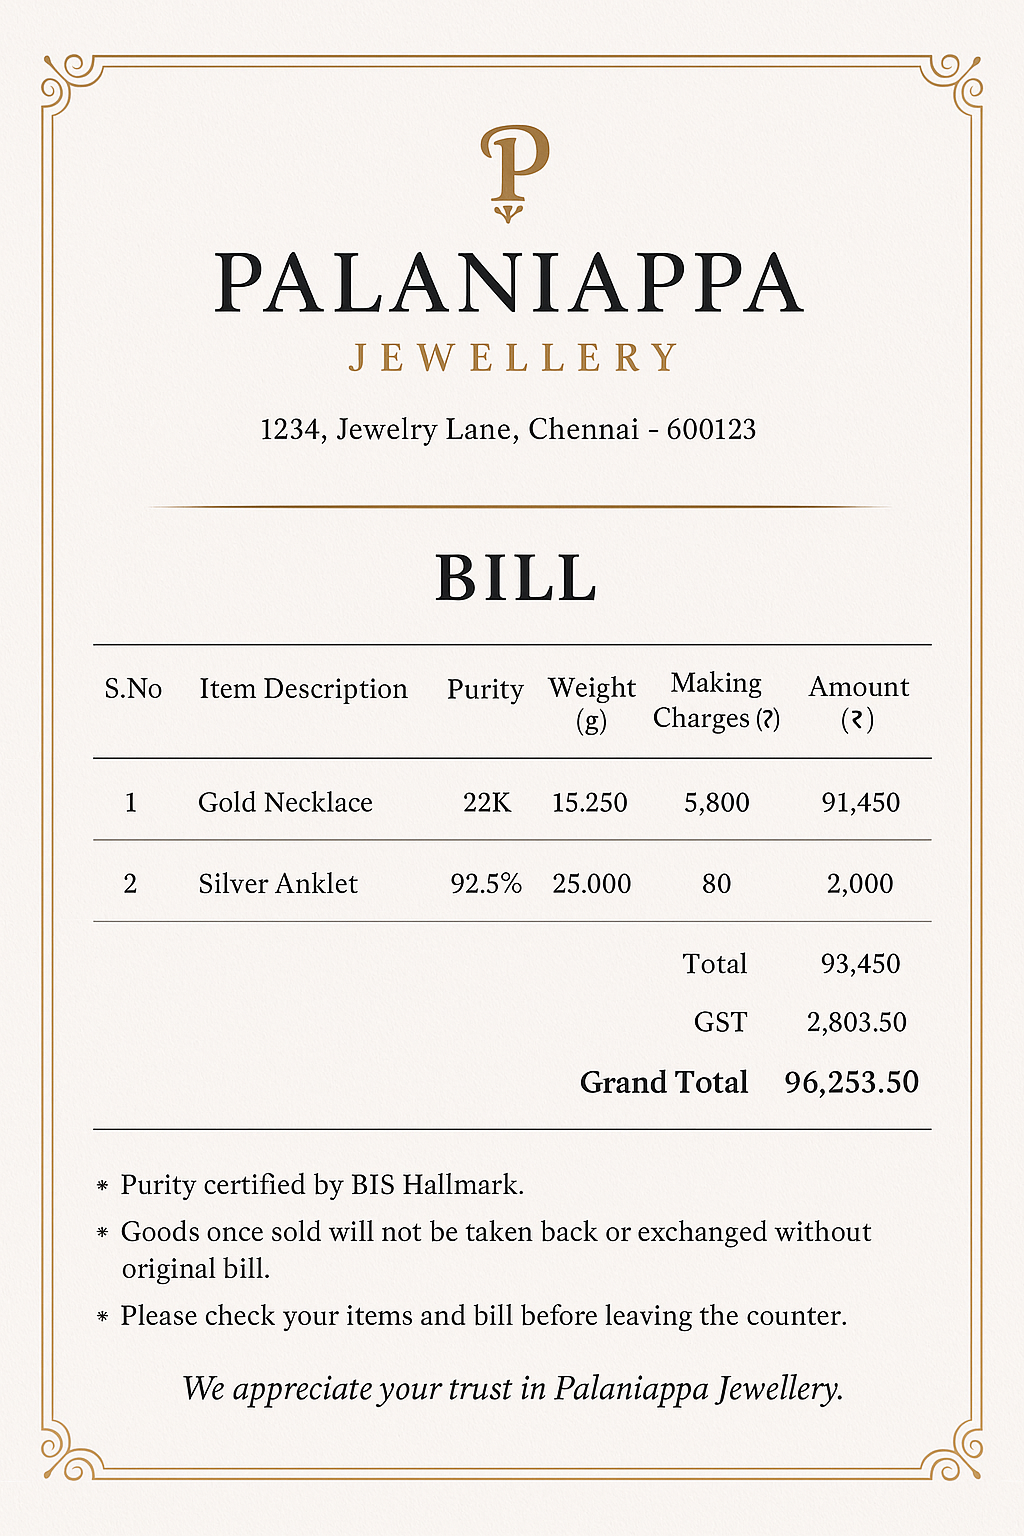 P
PALANIAPPA
JEWELLERY
1234, Jewelry Lane, Chennai - 600123
BILL
S.No Item Description Purity Weight (g) Making Charges (?) Amount (₹)
1 Gold Necklace 22K 15.250 5,800 91,450
2 Silver Anklet 92.5% 25.000 80 2,000
Total 93,450
GST 2,803.50
Grand Total 96,253.50
* Purity certified by BIS Hallmark.
* Goods once sold will not be taken back or exchanged without
original bill.
* Please check your items and bill before leaving the counter.
We appreciate your trust in Palaniappa Jewellery.